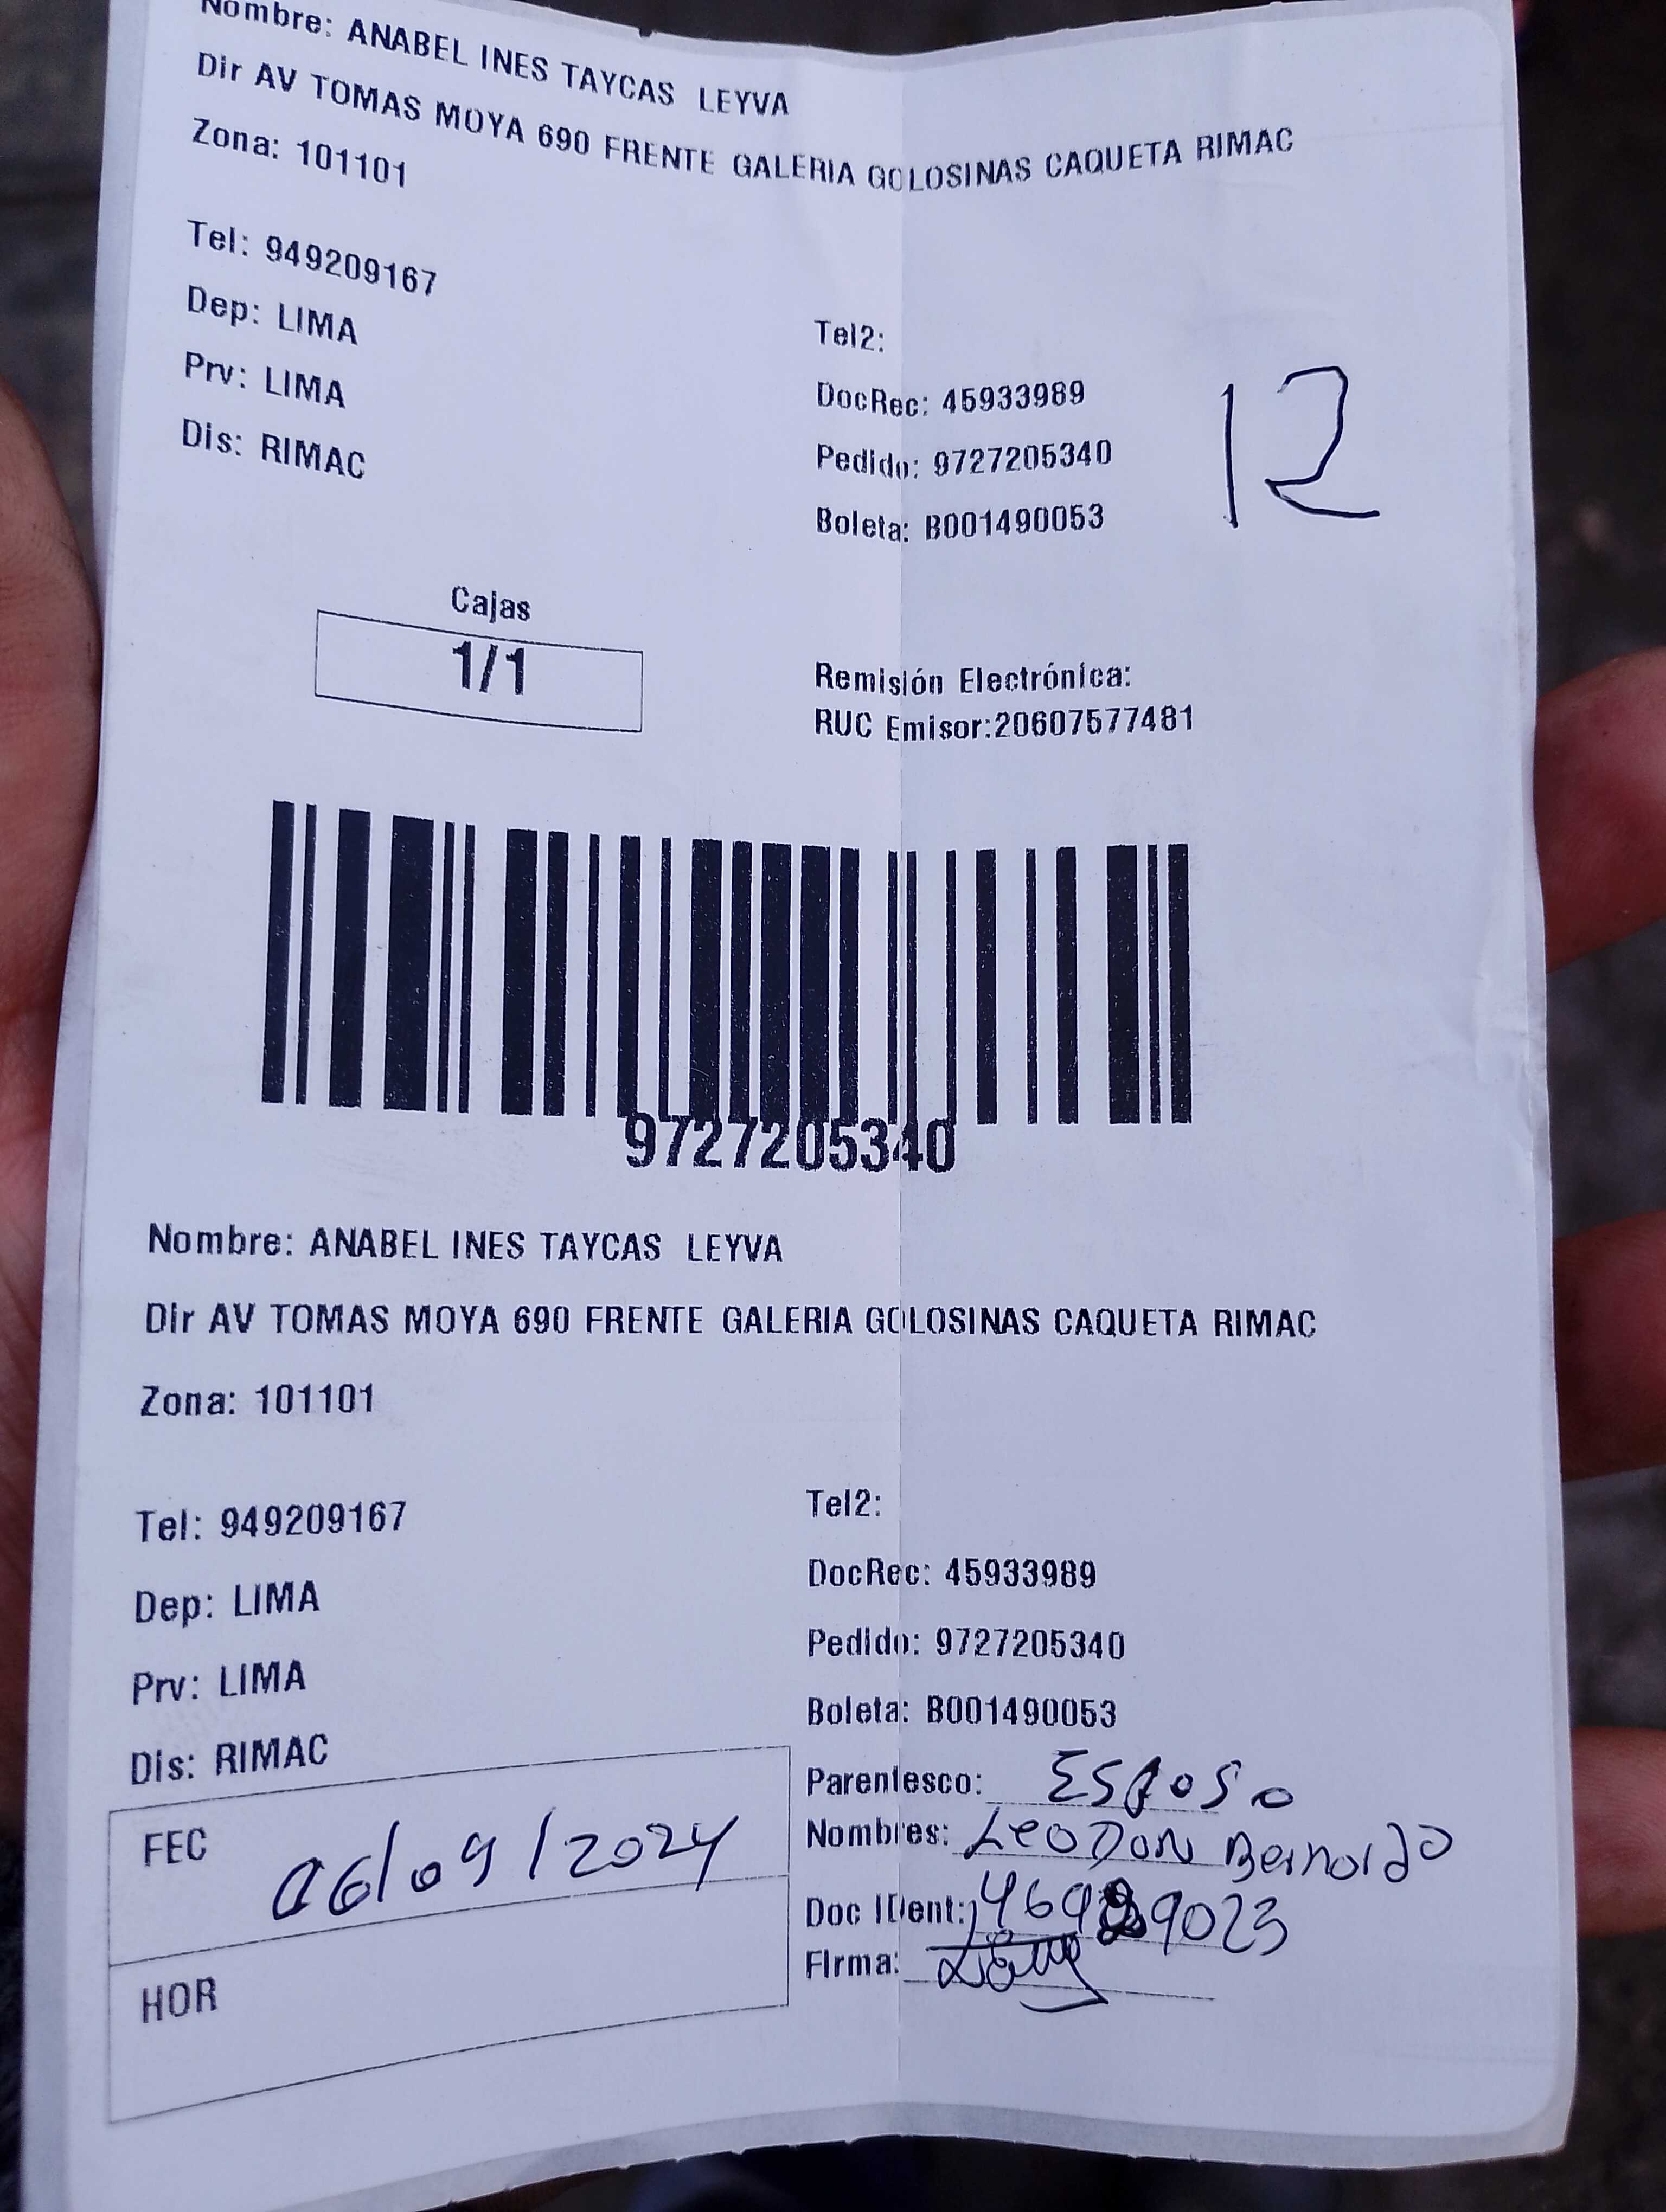 Nombre: ANABEL INES TAYCAS LEYVA
Dir AV TOMAS MOYA 690 FRENTE GALERIA GOLOSINAS CAQUETA RIMAC
Zona: 101101
Tel: 949209167
Tel2:
Dep: LIMA
DocRec: 45933989
Prv: LIMA
Pedido: 9727205340
12
Dis: RIMAC
Boleta: B001490053
Cajas
1/1
Remisión Electrónica:
RUC Emisor:20607577481
9727205340
Nombre: ANABEL INES TAYCAS LEYVA
Dir AV TOMAS MOYA 690 FRENTE GALERIA GOLOSINAS CAQUETA RIMAC
Zona: 101101
Tel: 949209167
Tel2:
Dep: LIMA
DocRec: 45933989
Prv: LIMA
Pedido: 9727205340
Dis: RIMAC
Boleta: B001490053
Parentesco: Esposo
FEC 06/09/2024
Nombres: Leodon Bernardo
Doc IDent:
Firma:
HOR